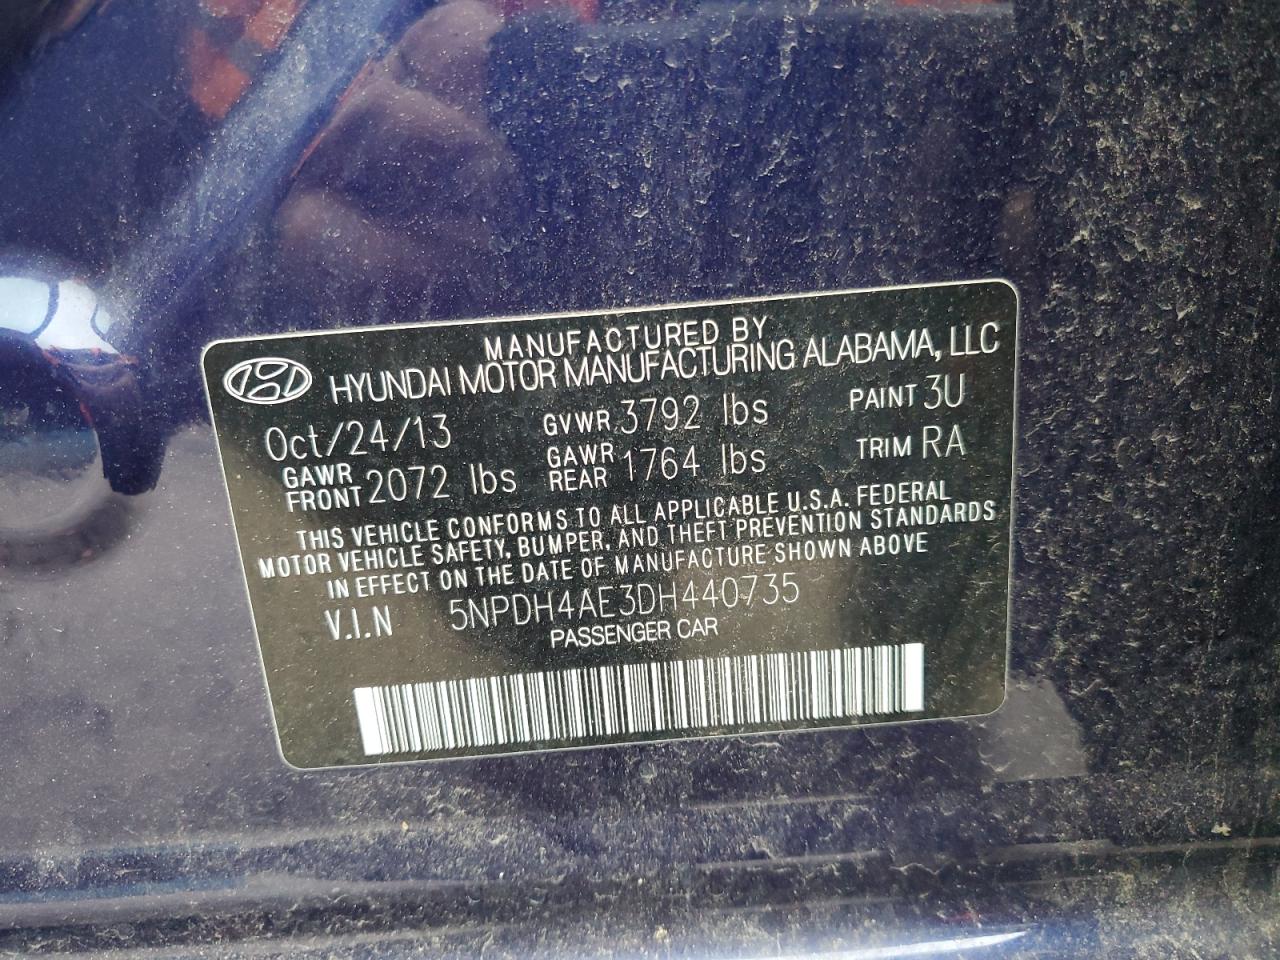 MANUFACTURED BY
HYUNDAI MOTOR MANUFACTURING ALABAMA, LLC
Oct/24/13 GVWR 3792 lbs PAINT 3U
GAWR FRONT 2072 lbs GAWR REAR 1764 lbs TRIM RA
THIS VEHICLE CONFORMS TO ALL APPLICABLE U.S.A. FEDERAL
MOTOR VEHICLE SAFETY, BUMPER, AND THEFT PREVENTION STANDARDS
IN EFFECT ON THE DATE OF MANUFACTURE SHOWN ABOVE
V.I.N 5NPDH4AE3DH440735
PASSENGER CAR